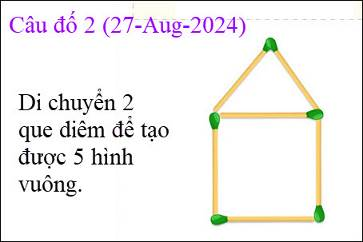 Câu đố 2 (27-Aug-2024)
Di chuyển 2
que diêm để tạo
được 5 hình
vuông.